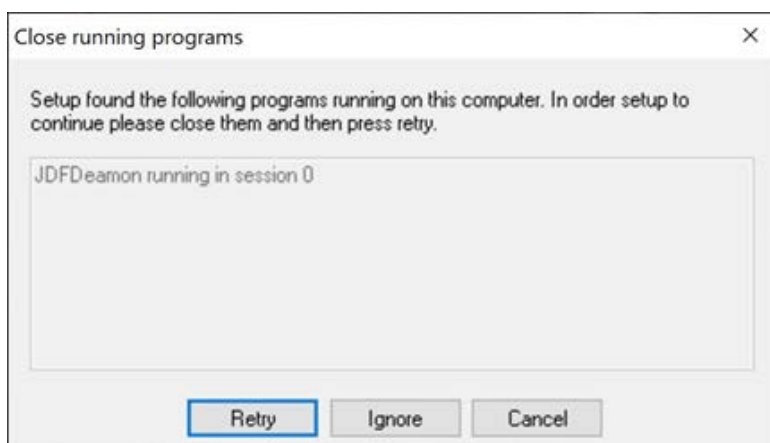 Close running programs
Setup found the following programs running on this computer. In order setup to
continue please close them and then press retry.
JDFDeamon running in session 0
Retry Ignore Cancel